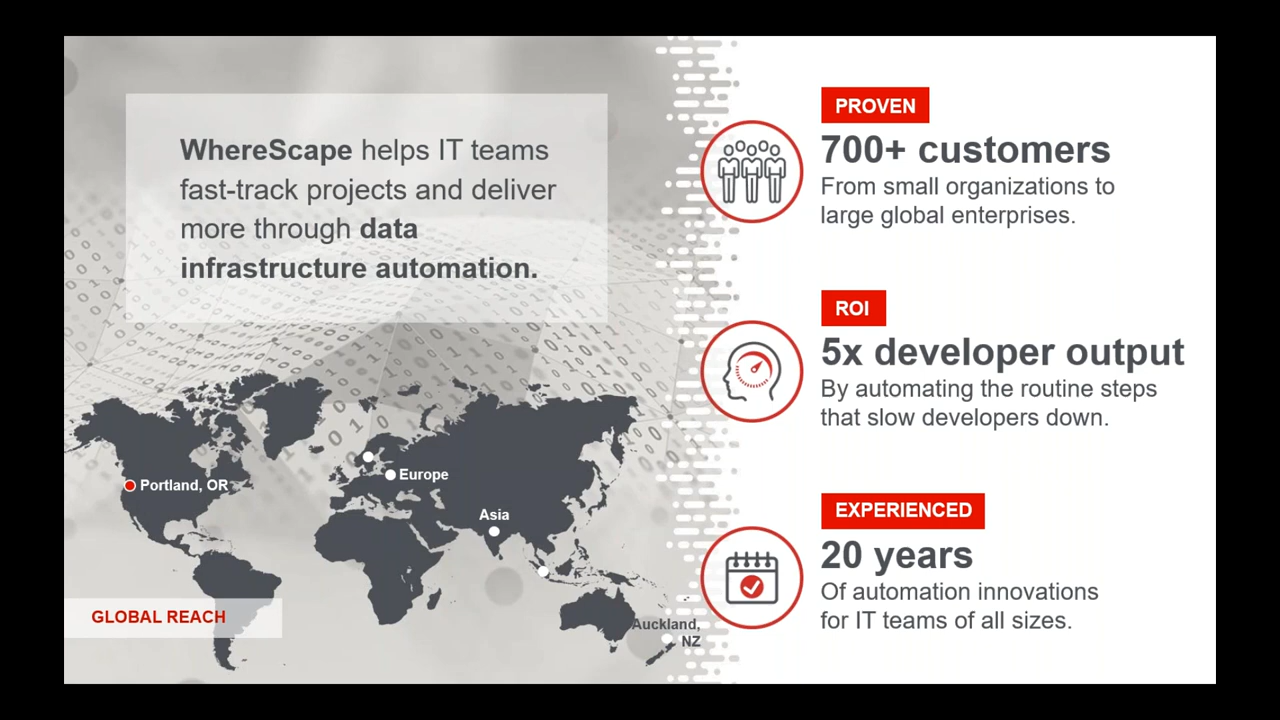 WhereScape helps IT teams
fast-track projects and deliver
more through data
infrastructure automation.
Portland, OR
Europe
Asia
Auckland,
NZ
GLOBAL REACH
PROVEN
700+ customers
From small organizations to
large global enterprises.
ROI
5x developer output
By automating the routine steps
that slow developers down.
EXPERIENCED
20 years
Of automation innovations
for IT teams of all sizes.